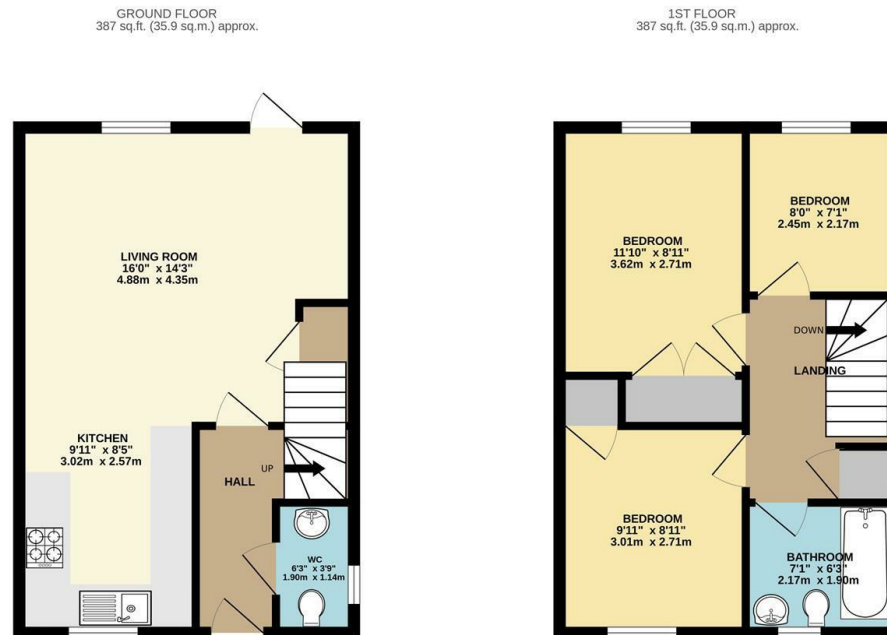 GROUND FLOOR
387 sq.ft. (35.9 sq.m.) approx.
LIVING ROOM
16'0" x 14'3"
4.88m x 4.35m
KITCHEN
9'11" x 8'5"
3.02m x 2.57m
HALL
UP
WC
6'3" x 3'9"
1.90m x 1.14m
1ST FLOOR
387 sq.ft. (35.9 sq.m.) approx.
BEDROOM
11'10" x 8'11"
3.62m x 2.71m
BEDROOM
8'0" x 7'1"
2.45m x 2.17m
DOWN
LANDING
BEDROOM
9'11" x 8'11"
3.01m x 2.71m
BATHROOM
7'1" x 6'3"
2.17m x 1.90m